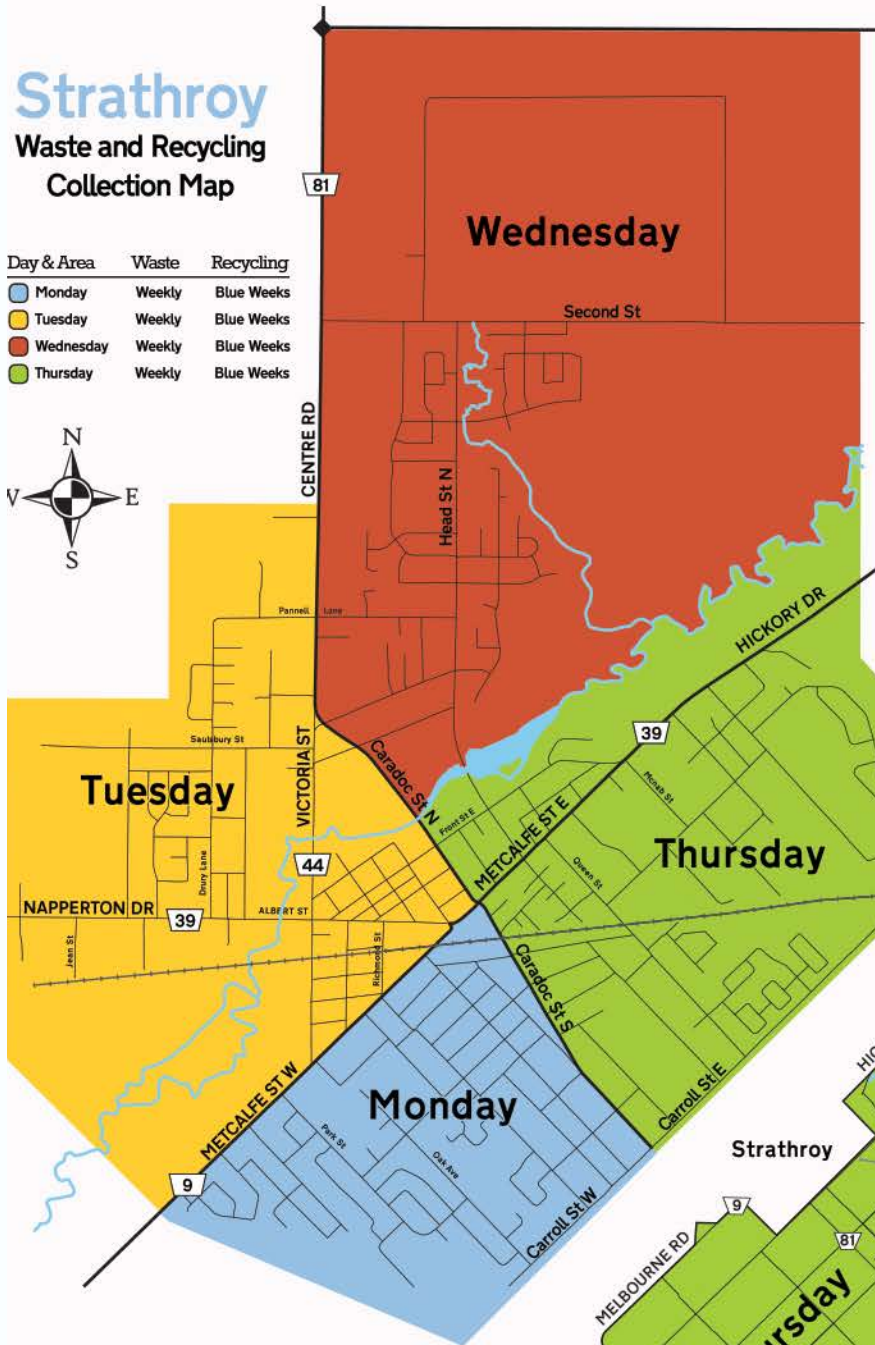 Strathroy
Waste and Recycling
Collection Map
Day & Area Waste Recycling
Monday Weekly Blue Weeks
Tuesday Weekly Blue Weeks
Wednesday Weekly Blue Weeks
Thursday Weekly Blue Weeks
N
E
S
81
Wednesday
Second St
CENTRE RD
Head St N
Pannell Lane
HICKORY DR
39
Saulsbury St
VICTORIA ST
Caradoc St N
Tuesday
Mcnab St
Front St E
METCALFE ST E
Thursday
44
Drury Lane
Queen St
NAPPERTON DR
39
ALBERT ST
Jean St
Richmond St
Caradoc St S
METCALFE ST W
Monday
Park St
Oak Ave
Carroll St E
Carroll St W
9
Strathroy
9
81
MELBOURNE RD